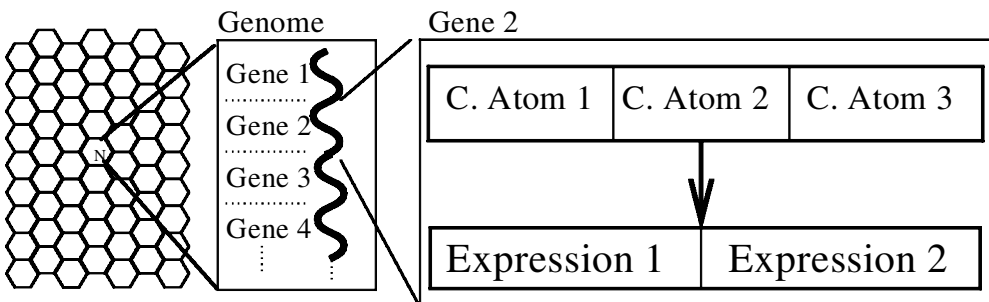 Genome
Gene 2
N
Gene 1
Gene 2
Gene 3
Gene 4
C. Atom 1
C. Atom 2
C. Atom 3
Expression 1
Expression 2